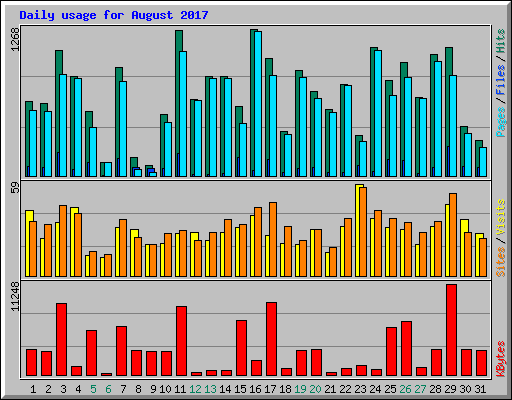 Daily usage for August 2017
1268
Pages / Files / Hits
59
Sites / Visits
11248
KBytes
1 2 3 4 5 6 7 8 9 10 11 12 13 14 15 16 17 18 19 20 21 22 23 24 25 26 27 28 29 30 31